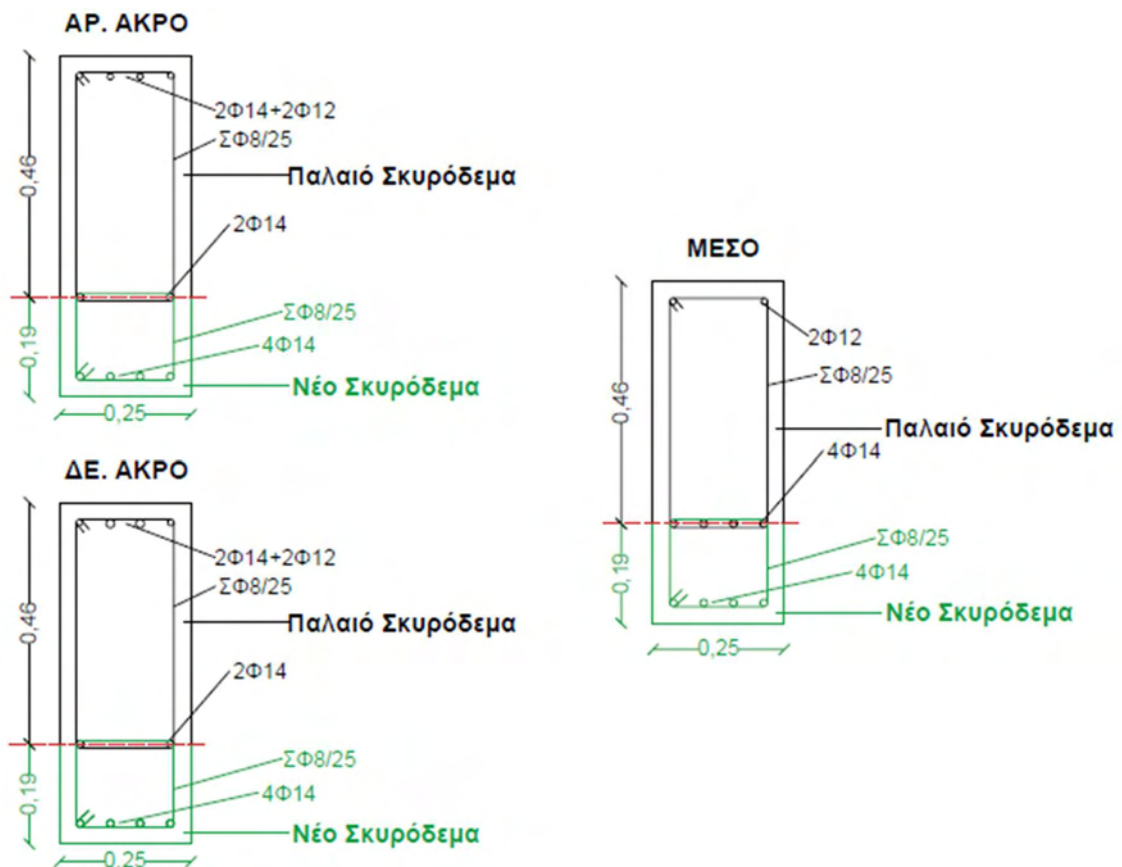 ΑΡ. ΑΚΡΟ
2Φ14+2Φ12
ΣΦ8/25
0,46
Παλαιό Σκυρόδεμα
2Φ14
ΣΦ8/25
0,19
4Φ14
Νέο Σκυρόδεμα
0,25
ΔΕ. ΑΚΡΟ
2Φ14+2Φ12
ΣΦ8/25
0,46
Παλαιό Σκυρόδεμα
2Φ14
ΣΦ8/25
0,19
4Φ14
Νέο Σκυρόδεμα
0,25
ΜΕΣΟ
2Φ12
ΣΦ8/25
0,46
Παλαιό Σκυρόδεμα
4Φ14
ΣΦ8/25
0,19
4Φ14
Νέο Σκυρόδεμα
0,25